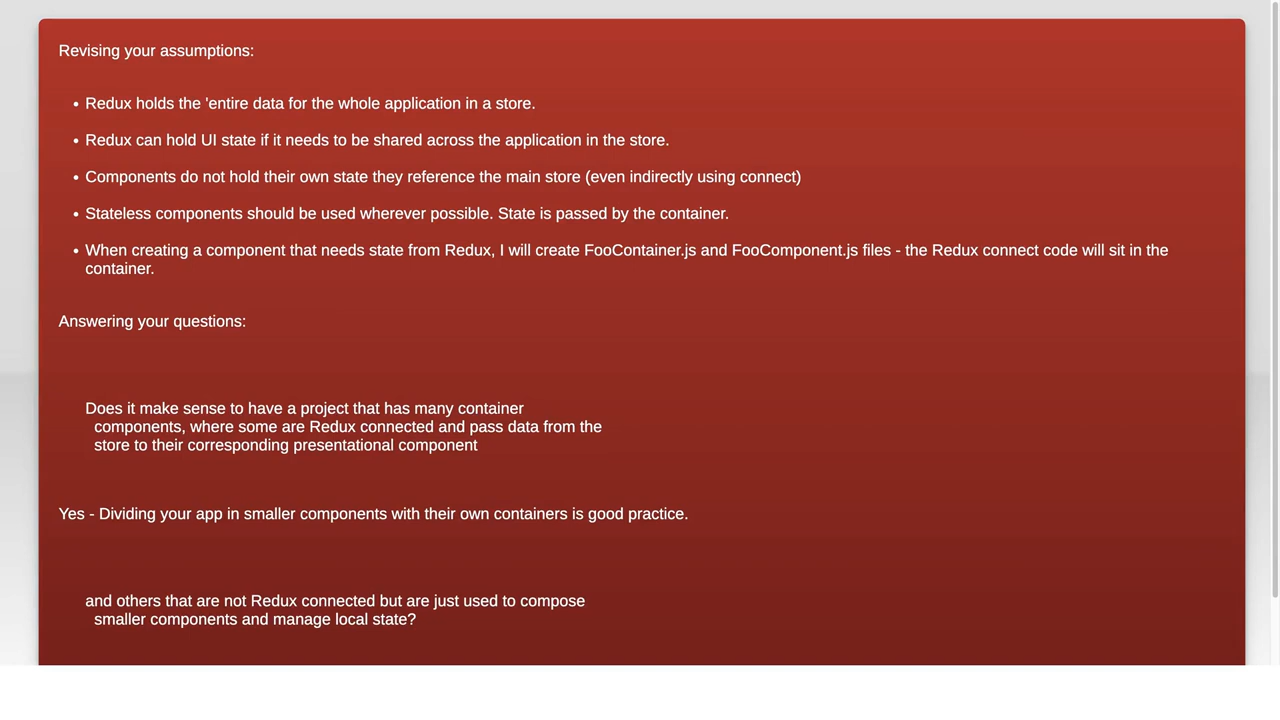 Revising your assumptions:
• Redux holds the 'entire data for the whole application in a store.
• Redux can hold UI state if it needs to be shared across the application in the store.
• Components do not hold their own state they reference the main store (even indirectly using connect)
• Stateless components should be used wherever possible. State is passed by the container.
• When creating a component that needs state from Redux, I will create FooContainer.js and FooComponent.js files - the Redux connect code will sit in the
container.
Answering your questions:
Does it make sense to have a project that has many container
components, where some are Redux connected and pass data from the
store to their corresponding presentational component
Yes - Dividing your app in smaller components with their own containers is good practice.
and others that are not Redux connected but are just used to compose
smaller components and manage local state?